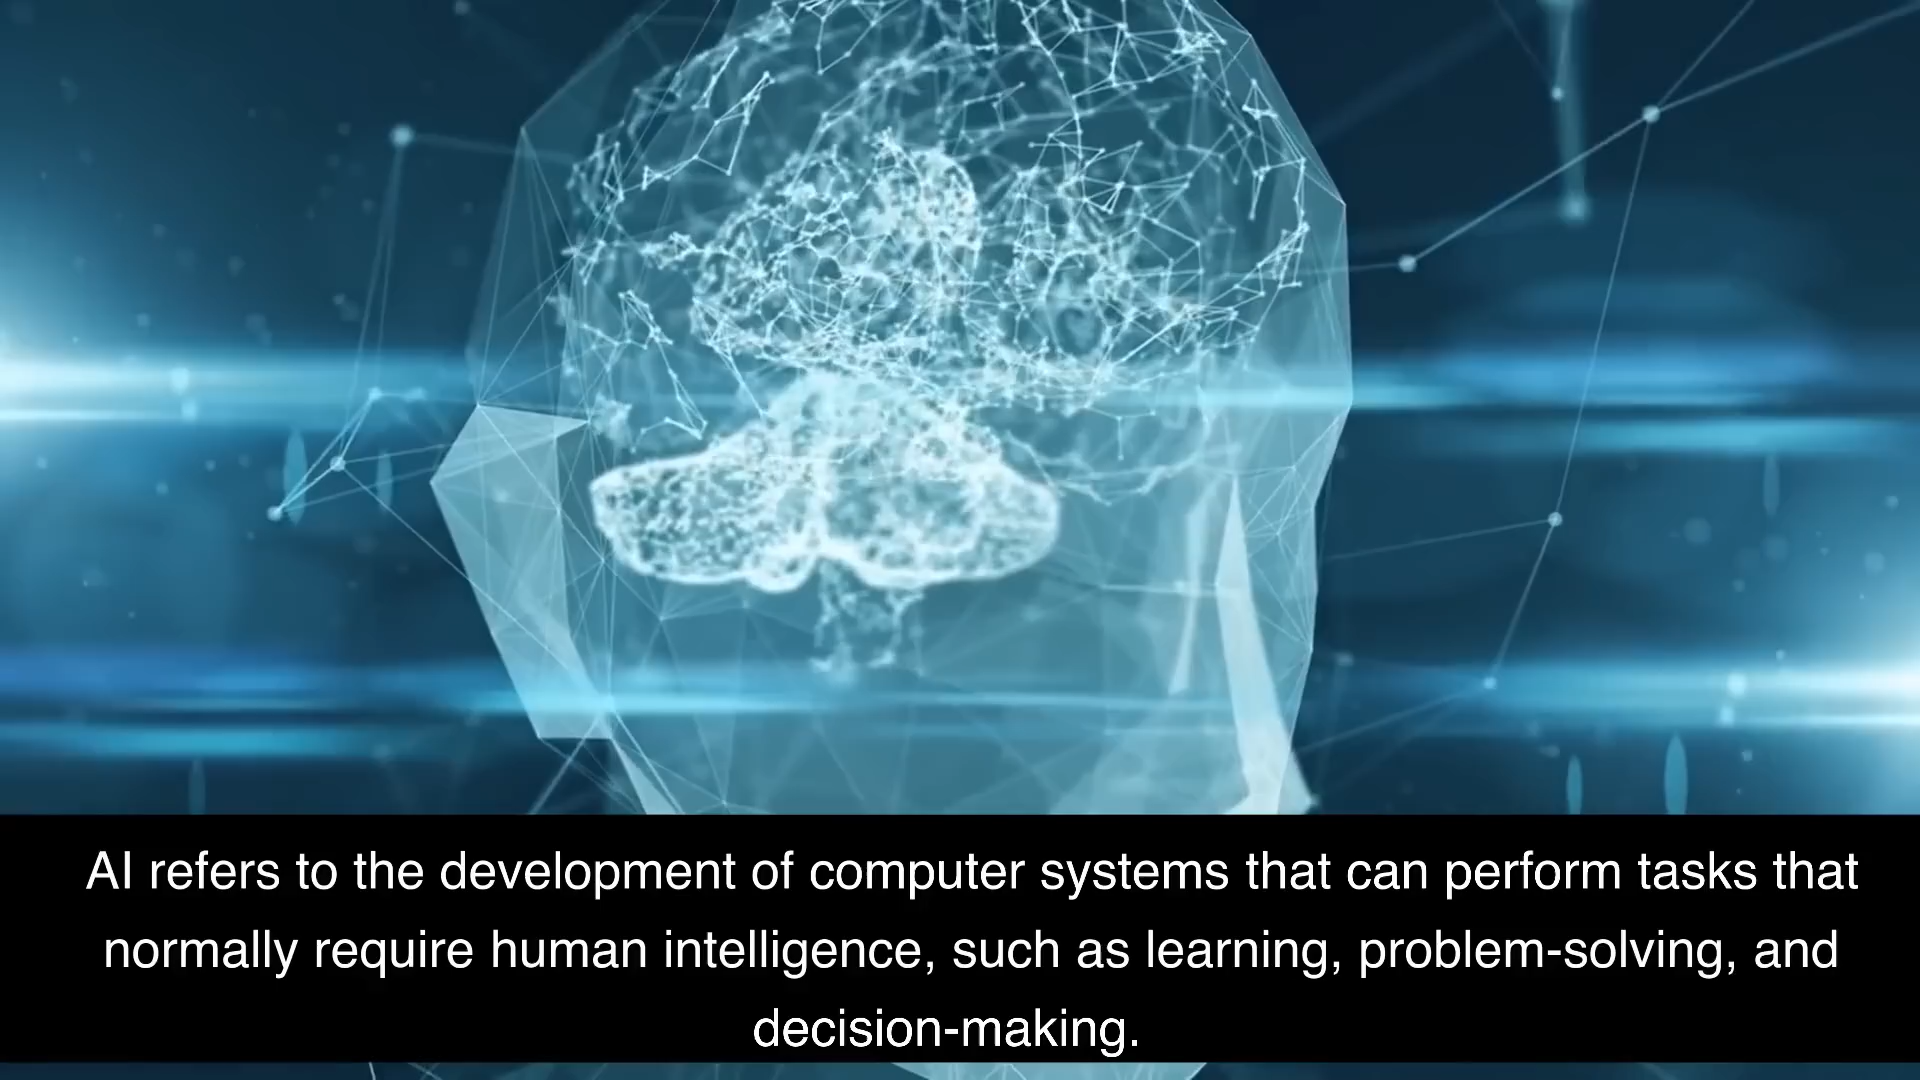 AI refers to the development of computer systems that can perform tasks that
normally require human intelligence, such as learning, problem-solving, and
decision-making.